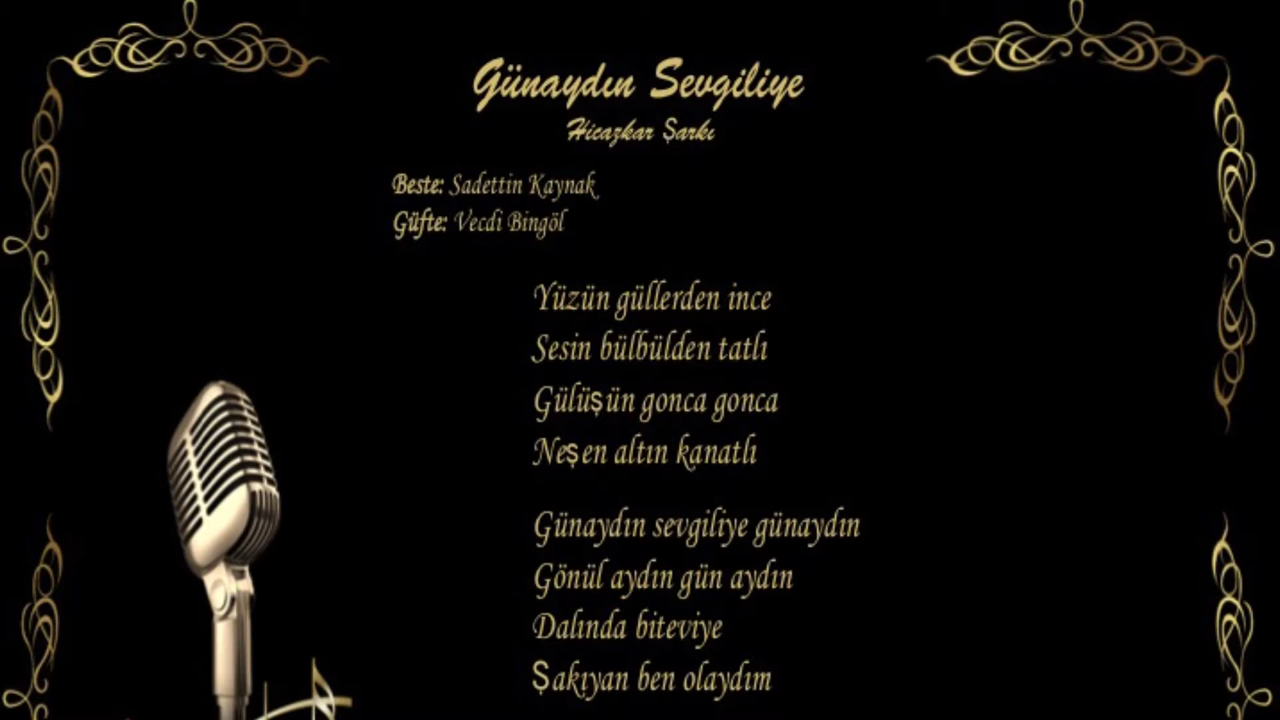 Günaydın Sevgiliye
Hicazkar Şarkı
Beste: Sadettin Kaynak
Güfte: Vecdi Bingöl
Yüzün güllerden ince
Sesin bülbülden tatlı
Gülüşün gonca gonca
Neşen altın kanatlı
Günaydın sevgiliye günaydın
Gönül aydın gün aydın
Dalında biteviye
Şakıyan ben olaydım